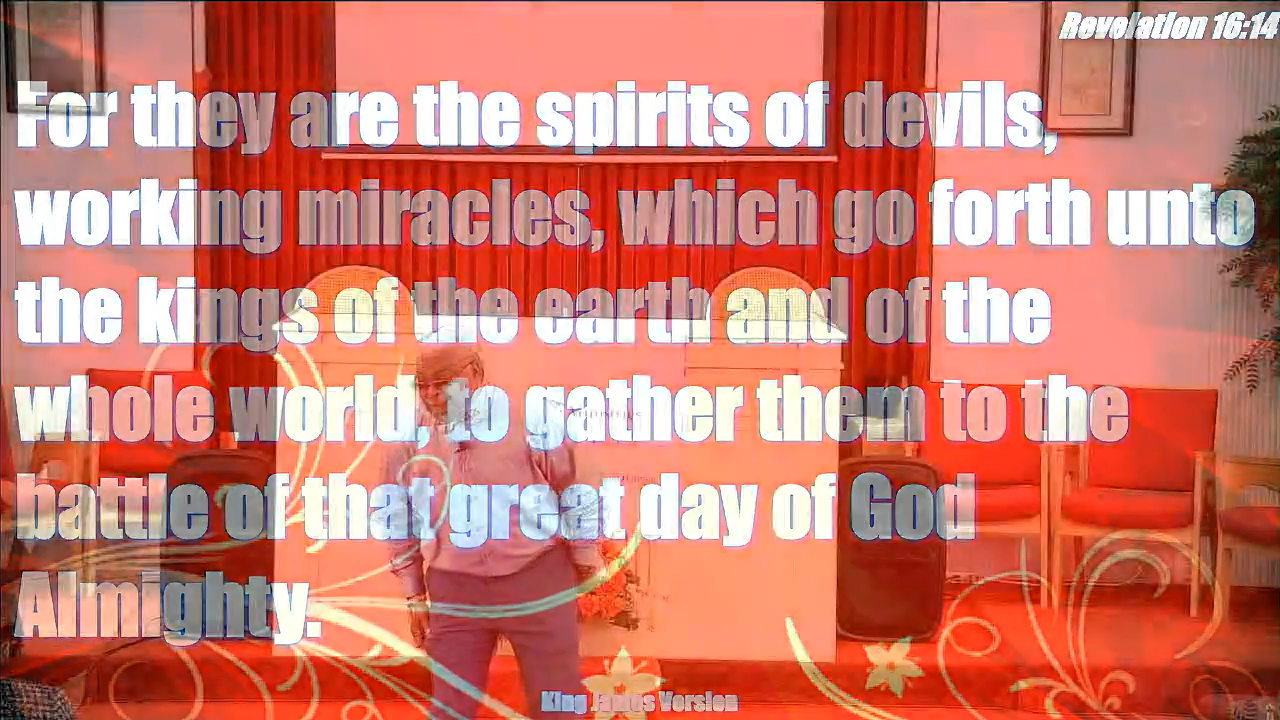 Revelation 16:14
For they are the spirits of devils,
working miracles, which go forth unto
the kings of the earth and of the
whole world, to gather them to the
battle of that great day of God
Almighty.
King James Version